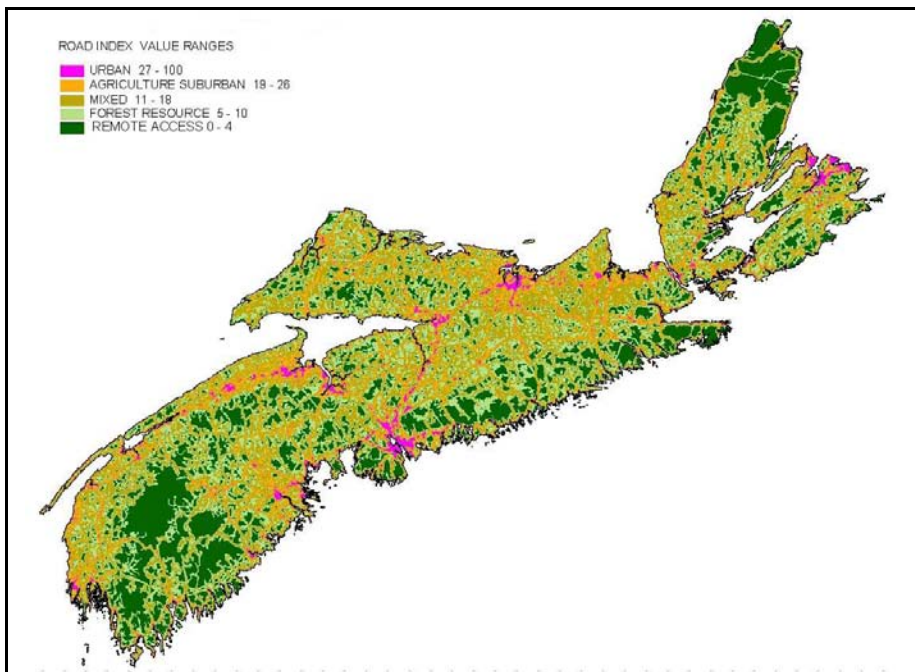 ROAD INDEX VALUE RANGES
URBAN 27 - 100
AGRICULTURE SUBURBAN 19 - 26
MIXED 11 - 18
FOREST RESOURCE 5 - 10
REMOTE ACCESS 0 - 4